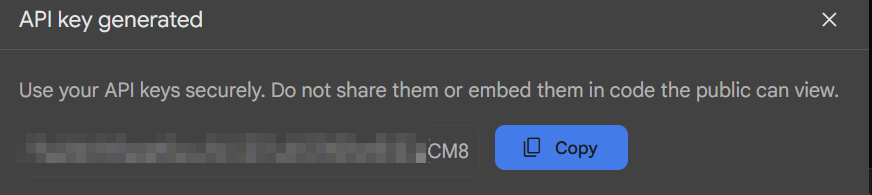 API key generated
Use your API keys securely. Do not share them or embed them in code the public can view.
CM8 Copy